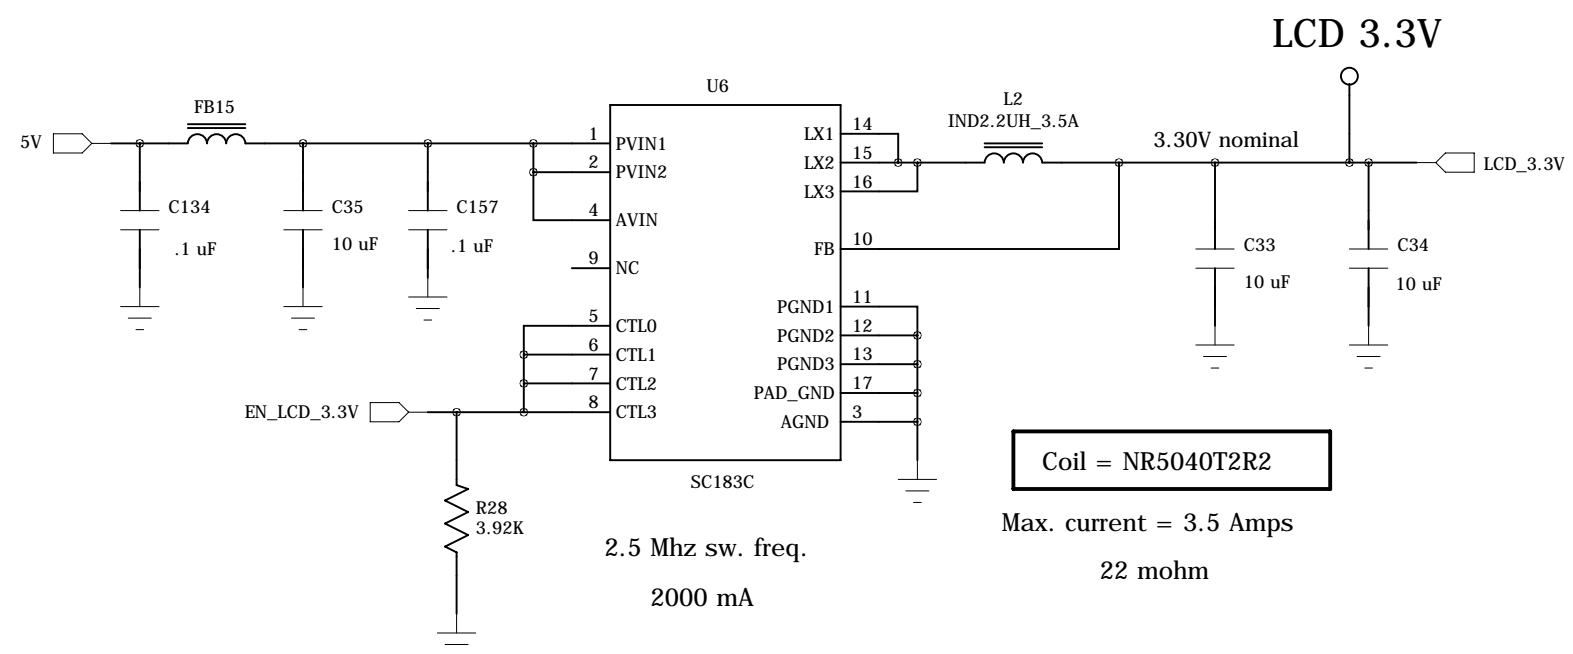 LCD 3.3V
U6
FB15
L2
IND2.2UH_3.5A
5V
1
PVIN1
2
PVIN2
4
AVIN
9
NC
5
CTL0
6
CTL1
7
CTL2
8
CTL3
14
LX1
15
LX2
16
LX3
10
FB
11
PGND1
12
PGND2
13
PGND3
17
PAD_GND
3
AGND
SC183C
3.30V nominal
LCD_3.3V
C134
.1 uF
C35
10 uF
C157
.1 uF
C33
10 uF
C34
10 uF
EN_LCD_3.3V
R28
3.92K
2.5 Mhz sw. freq.
2000 mA
Coil = NR5040T2R2
Max. current = 3.5 Amps
22 mohm